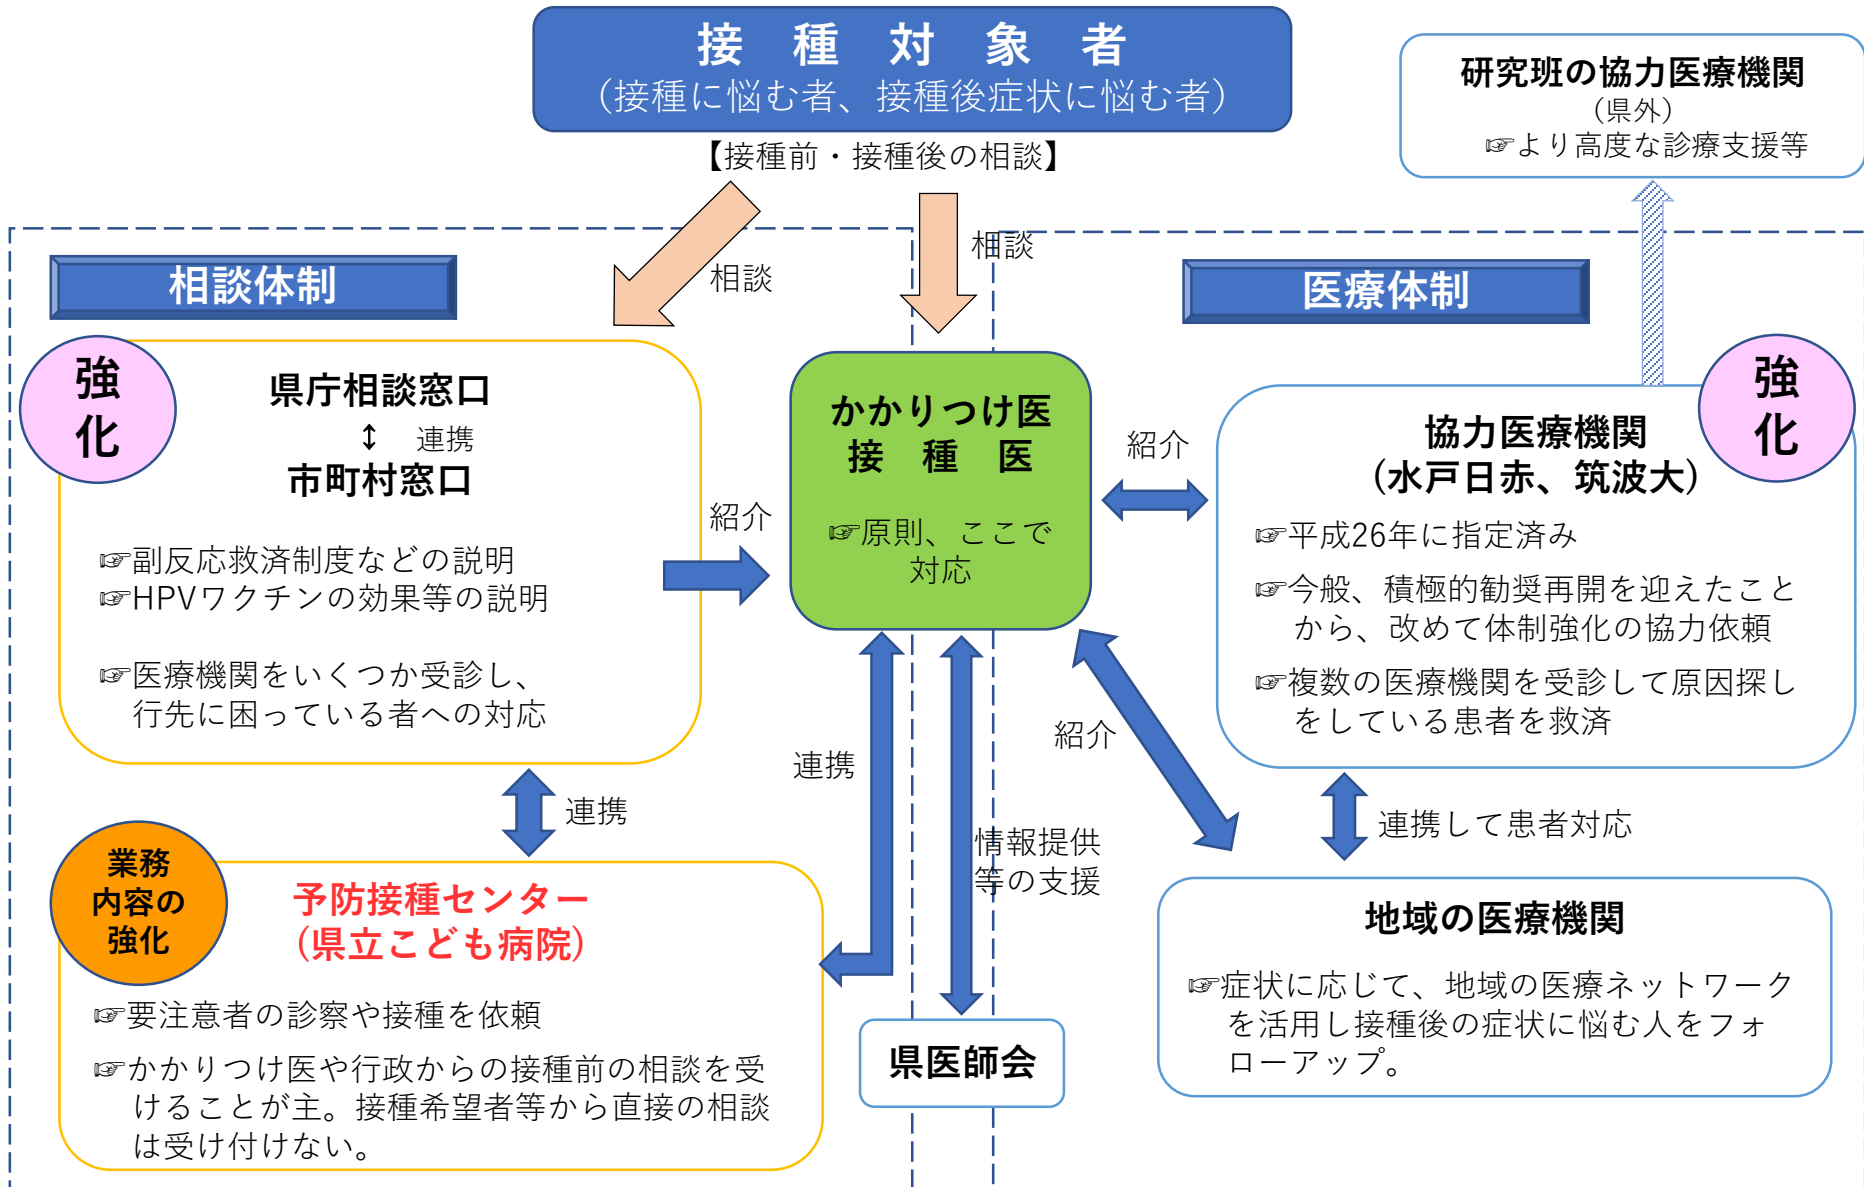 接　種　対　象　者
（接種に悩む者、接種後症状に悩む者）
【接種前・接種後の相談】
研究班の協力医療機関
（県外）
☞より高度な診療支援等
相談
相談
相談体制
医療体制
強
化
県庁相談窓口
↕　連携
市町村窓口
☞副反応救済制度などの説明
☞HPVワクチンの効果等の説明
☞医療機関をいくつか受診し、
行先に困っている者への対応
紹介
かかりつけ医
接　種　医
☞原則、ここで
対応
紹介
強
化
協力医療機関
(水戸日赤、筑波大)
☞平成26年に指定済み
☞今般、積極的勧奨再開を迎えたこと
から、改めて体制強化の協力依頼
☞複数の医療機関を受診して原因探し
をしている患者を救済
連携
連携
情報提供
等の支援
紹介
連携して患者対応
業務
内容の
強化
予防接種センター
(県立こども病院)
☞要注意者の診察や接種を依頼
☞かかりつけ医や行政からの接種前の相談を受
けることが主。接種希望者等から直接の相談
は受け付けない。
県医師会
地域の医療機関
☞症状に応じて、地域の医療ネットワーク
を活用し接種後の症状に悩む人をフォ
ローアップ。